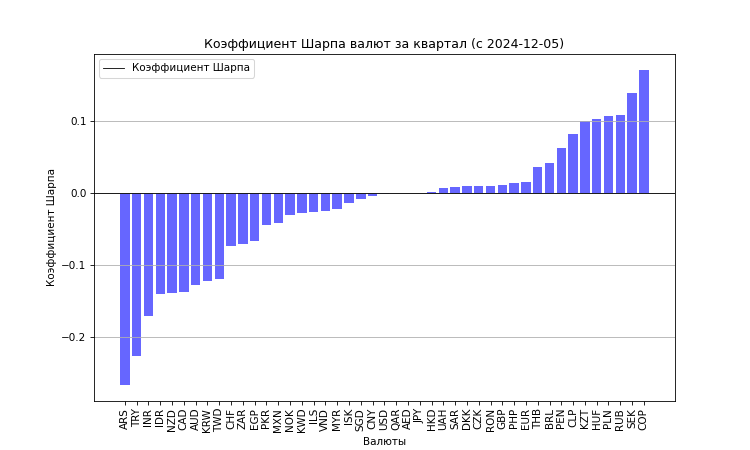 Коэффициент Шарпа валют за квартал (с 2024-12-05)
Коэффициент Шарпа
0.1
0.0
−0.1
−0.2
Коэффициент Шарпа
ARS
TRY
INR
IDR
NZD
CAD
AUD
KRW
TWD
CHF
ZAR
EGP
PKR
MXN
NOK
KWD
ILS
VND
MYR
ISK
SGD
CNY
USD
QAR
AED
JPY
HKD
UAH
SAR
DKK
CZK
RON
GBP
PHP
EUR
THB
BRL
PEN
CLP
KZT
HUF
PLN
RUB
SEK
COP
Валюты